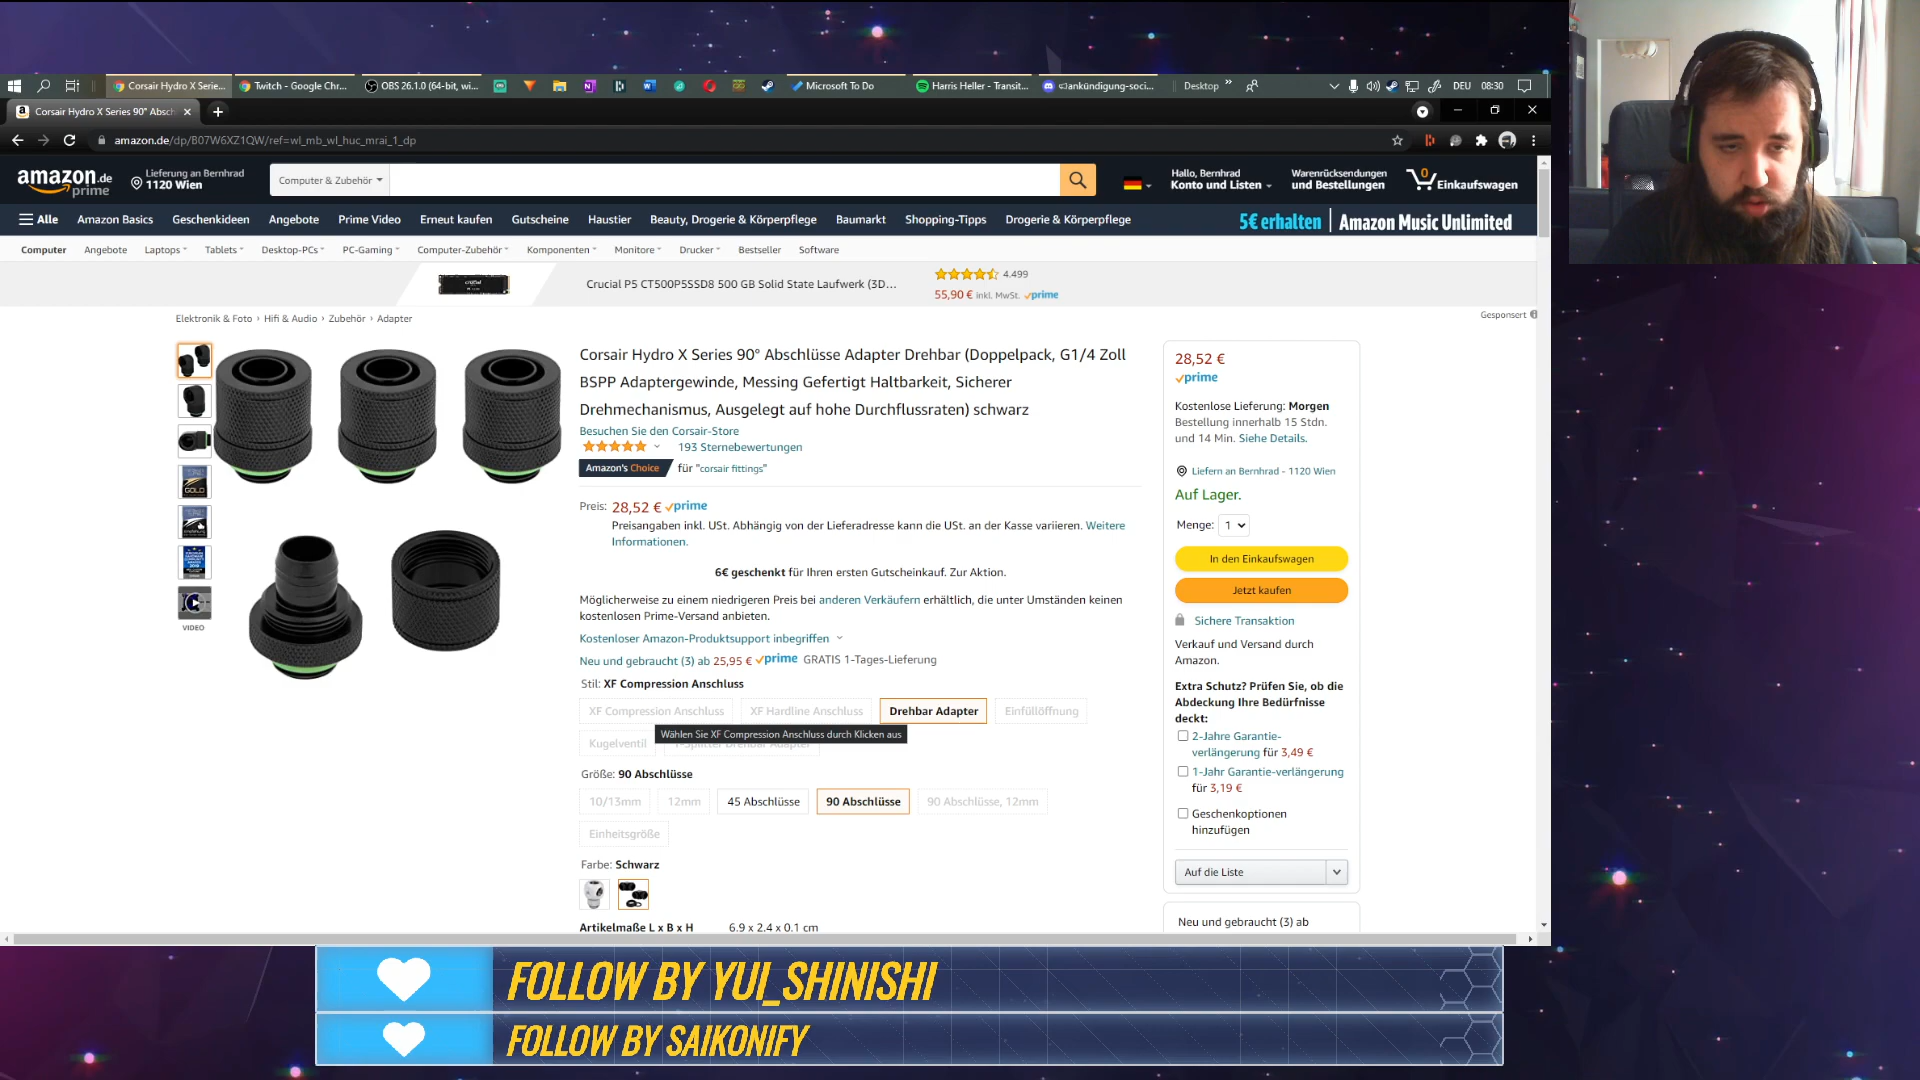 Corsair Hydro X Serie...
Twitch - Google Chr...
OBS 26.1.0 (64-bit, wi...
Microsoft To Do
Harris Heller - Transit...
ankündigung-soci...
Desktop
DEU
08:30
Corsair Hydro X Series 90° Absch
amazon.de/dp/B07W6XZ1QW/ref=wl_mb_wl_huc_mrai_1_dp
amazon.de
prime
Lieferung an Bernhrad
1120 Wien
Computer & Zubehör
Hallo, Bernhrad
Konto und Listen
Warenrücksendungen
und Bestellungen
0
Einkaufswagen
Alle
Amazon Basics
Geschenkideen
Angebote
Prime Video
Erneut kaufen
Gutscheine
Haustier
Beauty, Drogerie & Körperpflege
Baumarkt
Shopping-Tipps
Drogerie & Körperpflege
5€ erhalten | Amazon Music Unlimited
Computer
Angebote
Laptops
Tablets
Desktop-PCs
PC-Gaming
Computer-Zubehör
Komponenten
Monitore
Drucker
Bestseller
Software
Crucial P5 CT500P5SSD8 500 GB Solid State Laufwerk (3D...
4.499
55,90 € inkl. MwSt. prime
Gesponsert
Elektronik & Foto › Hifi & Audio › Zubehör › Adapter
GOLD
VIDEO
Corsair Hydro X Series 90° Abschlüsse Adapter Drehbar (Doppelpack, G1/4 Zoll
BSPP Adaptergewinde, Messing Gefertigt Haltbarkeit, Sicherer
Drehmechanismus, Ausgelegt auf hohe Durchflussraten) schwarz
Besuchen Sie den Corsair-Store
193 Sternebewertungen
Amazon's Choice für "corsair fittings"
Preis: 28,52 € prime
Preisangaben inkl. USt. Abhängig von der Lieferadresse kann die USt. an der Kasse variieren. Weitere
Informationen.
6€ geschenkt für Ihren ersten Gutscheinkauf. Zur Aktion.
Möglicherweise zu einem niedrigeren Preis bei anderen Verkäufern erhältlich, die unter Umständen keinen
kostenlosen Prime-Versand anbieten.
Kostenloser Amazon-Produktsupport inbegriffen
Neu und gebraucht (3) ab 25,95 € prime GRATIS 1-Tages-Lieferung
Stil: XF Compression Anschluss
XF Compression Anschluss
XF Hardline Anschluss
Drehbar Adapter
Einfüllöffnung
Wählen Sie XF Compression Anschluss durch Klicken aus
Kugelventil
Größe: 90 Abschlüsse
10/13mm
12mm
45 Abschlüsse
90 Abschlüsse
90 Abschlüsse, 12mm
Einheitsgröße
Farbe: Schwarz
Artikelmaße L x B x H 6.9 x 2.4 x 0.1 cm
28,52 €
prime
Kostenlose Lieferung: Morgen
Bestellung innerhalb 15 Stdn.
und 14 Min. Siehe Details.
Liefern an Bernhrad - 1120 Wien
Auf Lager.
Menge: 1
In den Einkaufswagen
Jetzt kaufen
Sichere Transaktion
Verkauf und Versand durch
Amazon.
Extra Schutz? Prüfen Sie, ob die
Abdeckung Ihre Bedürfnisse
deckt:
2-Jahre Garantie-
verlängerung für 3,49 €
1-Jahr Garantie-verlängerung
für 3,19 €
Geschenkoptionen
hinzufügen
Auf die Liste
Neu und gebraucht (3) ab
FOLLOW BY YUI_SHINISHI
FOLLOW BY SAIKONIFY